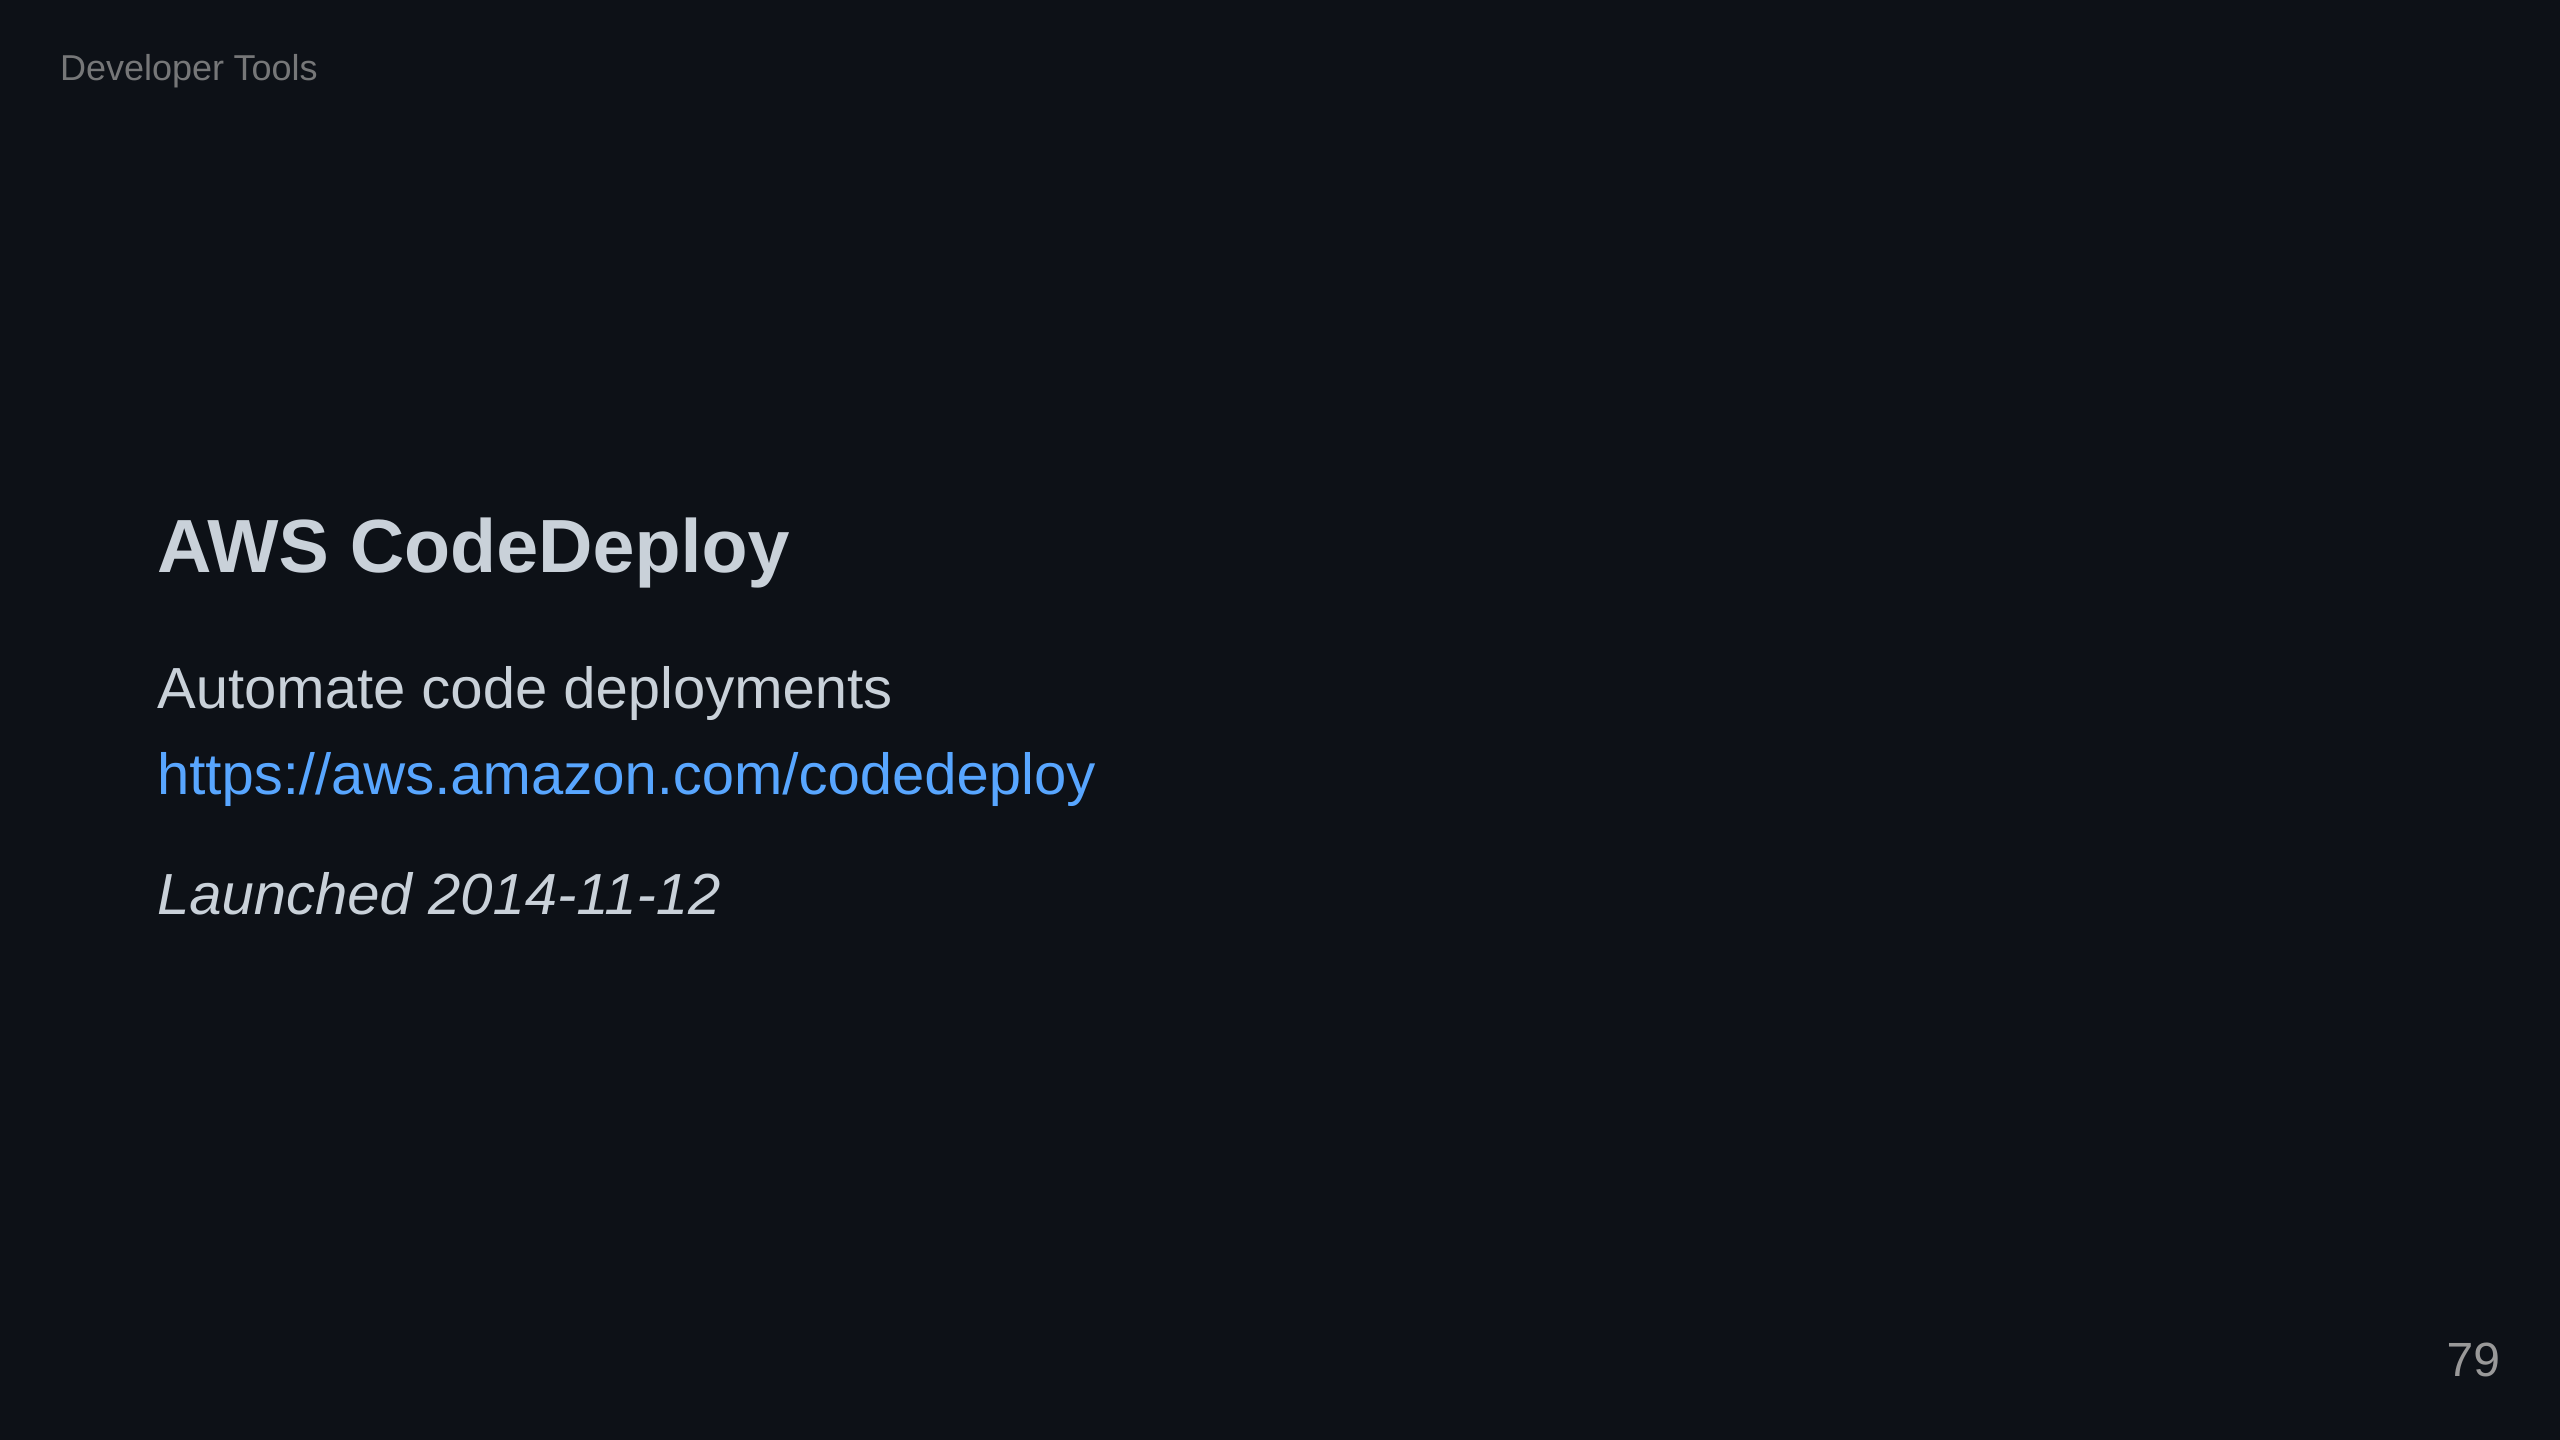 Developer Tools
AWS CodeDeploy
Automate code deployments
https://aws.amazon.com/codedeploy
Launched 2014-11-12
79